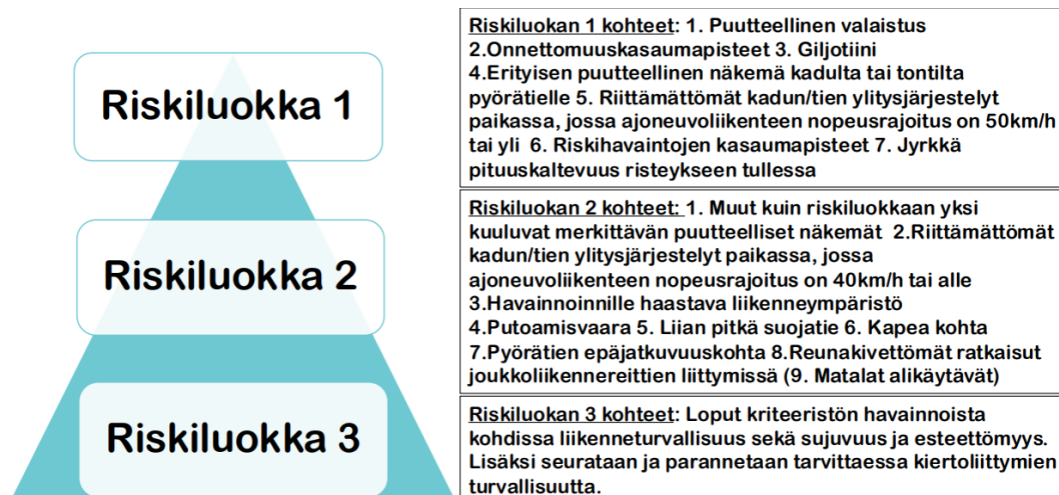 Riskiluokka 1
Riskiluokan 1 kohteet: 1. Puutteellinen valaistus
2.Onnettomuuskasaumapisteet 3. Giljotiini
4.Erityisen puutteellinen näkemä kadulta tai tontilta
pyörätielle 5. Riittämättömät kadun/tien ylitysjärjestelyt
paikassa, jossa ajoneuvoliikenteen nopeusrajoitus on 50km/h
tai yli 6. Riskihavaintojen kasaumapisteet 7. Jyrkkä
pituuskaltevuus risteykseen tullessa
Riskiluokka 2
Riskiluokan 2 kohteet: 1. Muut kuin riskiluokkaan yksi
kuuluvat merkittävän puutteelliset näkemät 2.Riittämättömät
kadun/tien ylitysjärjestelyt paikassa, jossa
ajoneuvoliikenteen nopeusrajoitus on 40km/h tai alle
3.Havainnoinnille haastava liikenneympäristö
4.Putoamisvaara 5. Liian pitkä suojatie 6. Kapea kohta
7.Pyörätien epäjatkuvuuskohta 8.Reunakivettömät ratkaisut
joukkoliikennereittien liittymissä (9. Matalat alikäytävät)
Riskiluokka 3
Riskiluokan 3 kohteet: Loput kriteeristön havainnoista
kohdissa liikenneturvallisuus sekä sujuvuus ja esteettömyys.
Lisäksi seurataan ja parannetaan tarvittaessa kiertoliittymien
turvallisuutta.